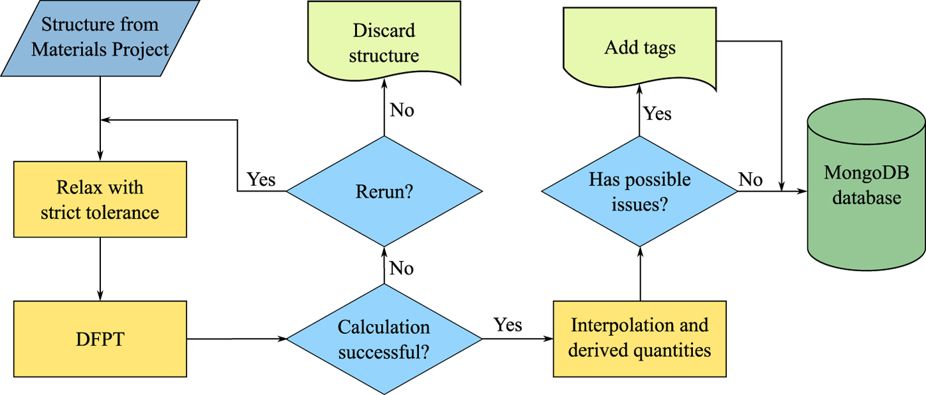 Structure from
Materials Project
Discard
structure
Add tags
No
Yes
Yes
Rerun?
Has possible
issues?
No
MongoDB
database
Relax with
strict tolerance
No
DFPT
Calculation
successful?
Yes
Interpolation and
derived quantities